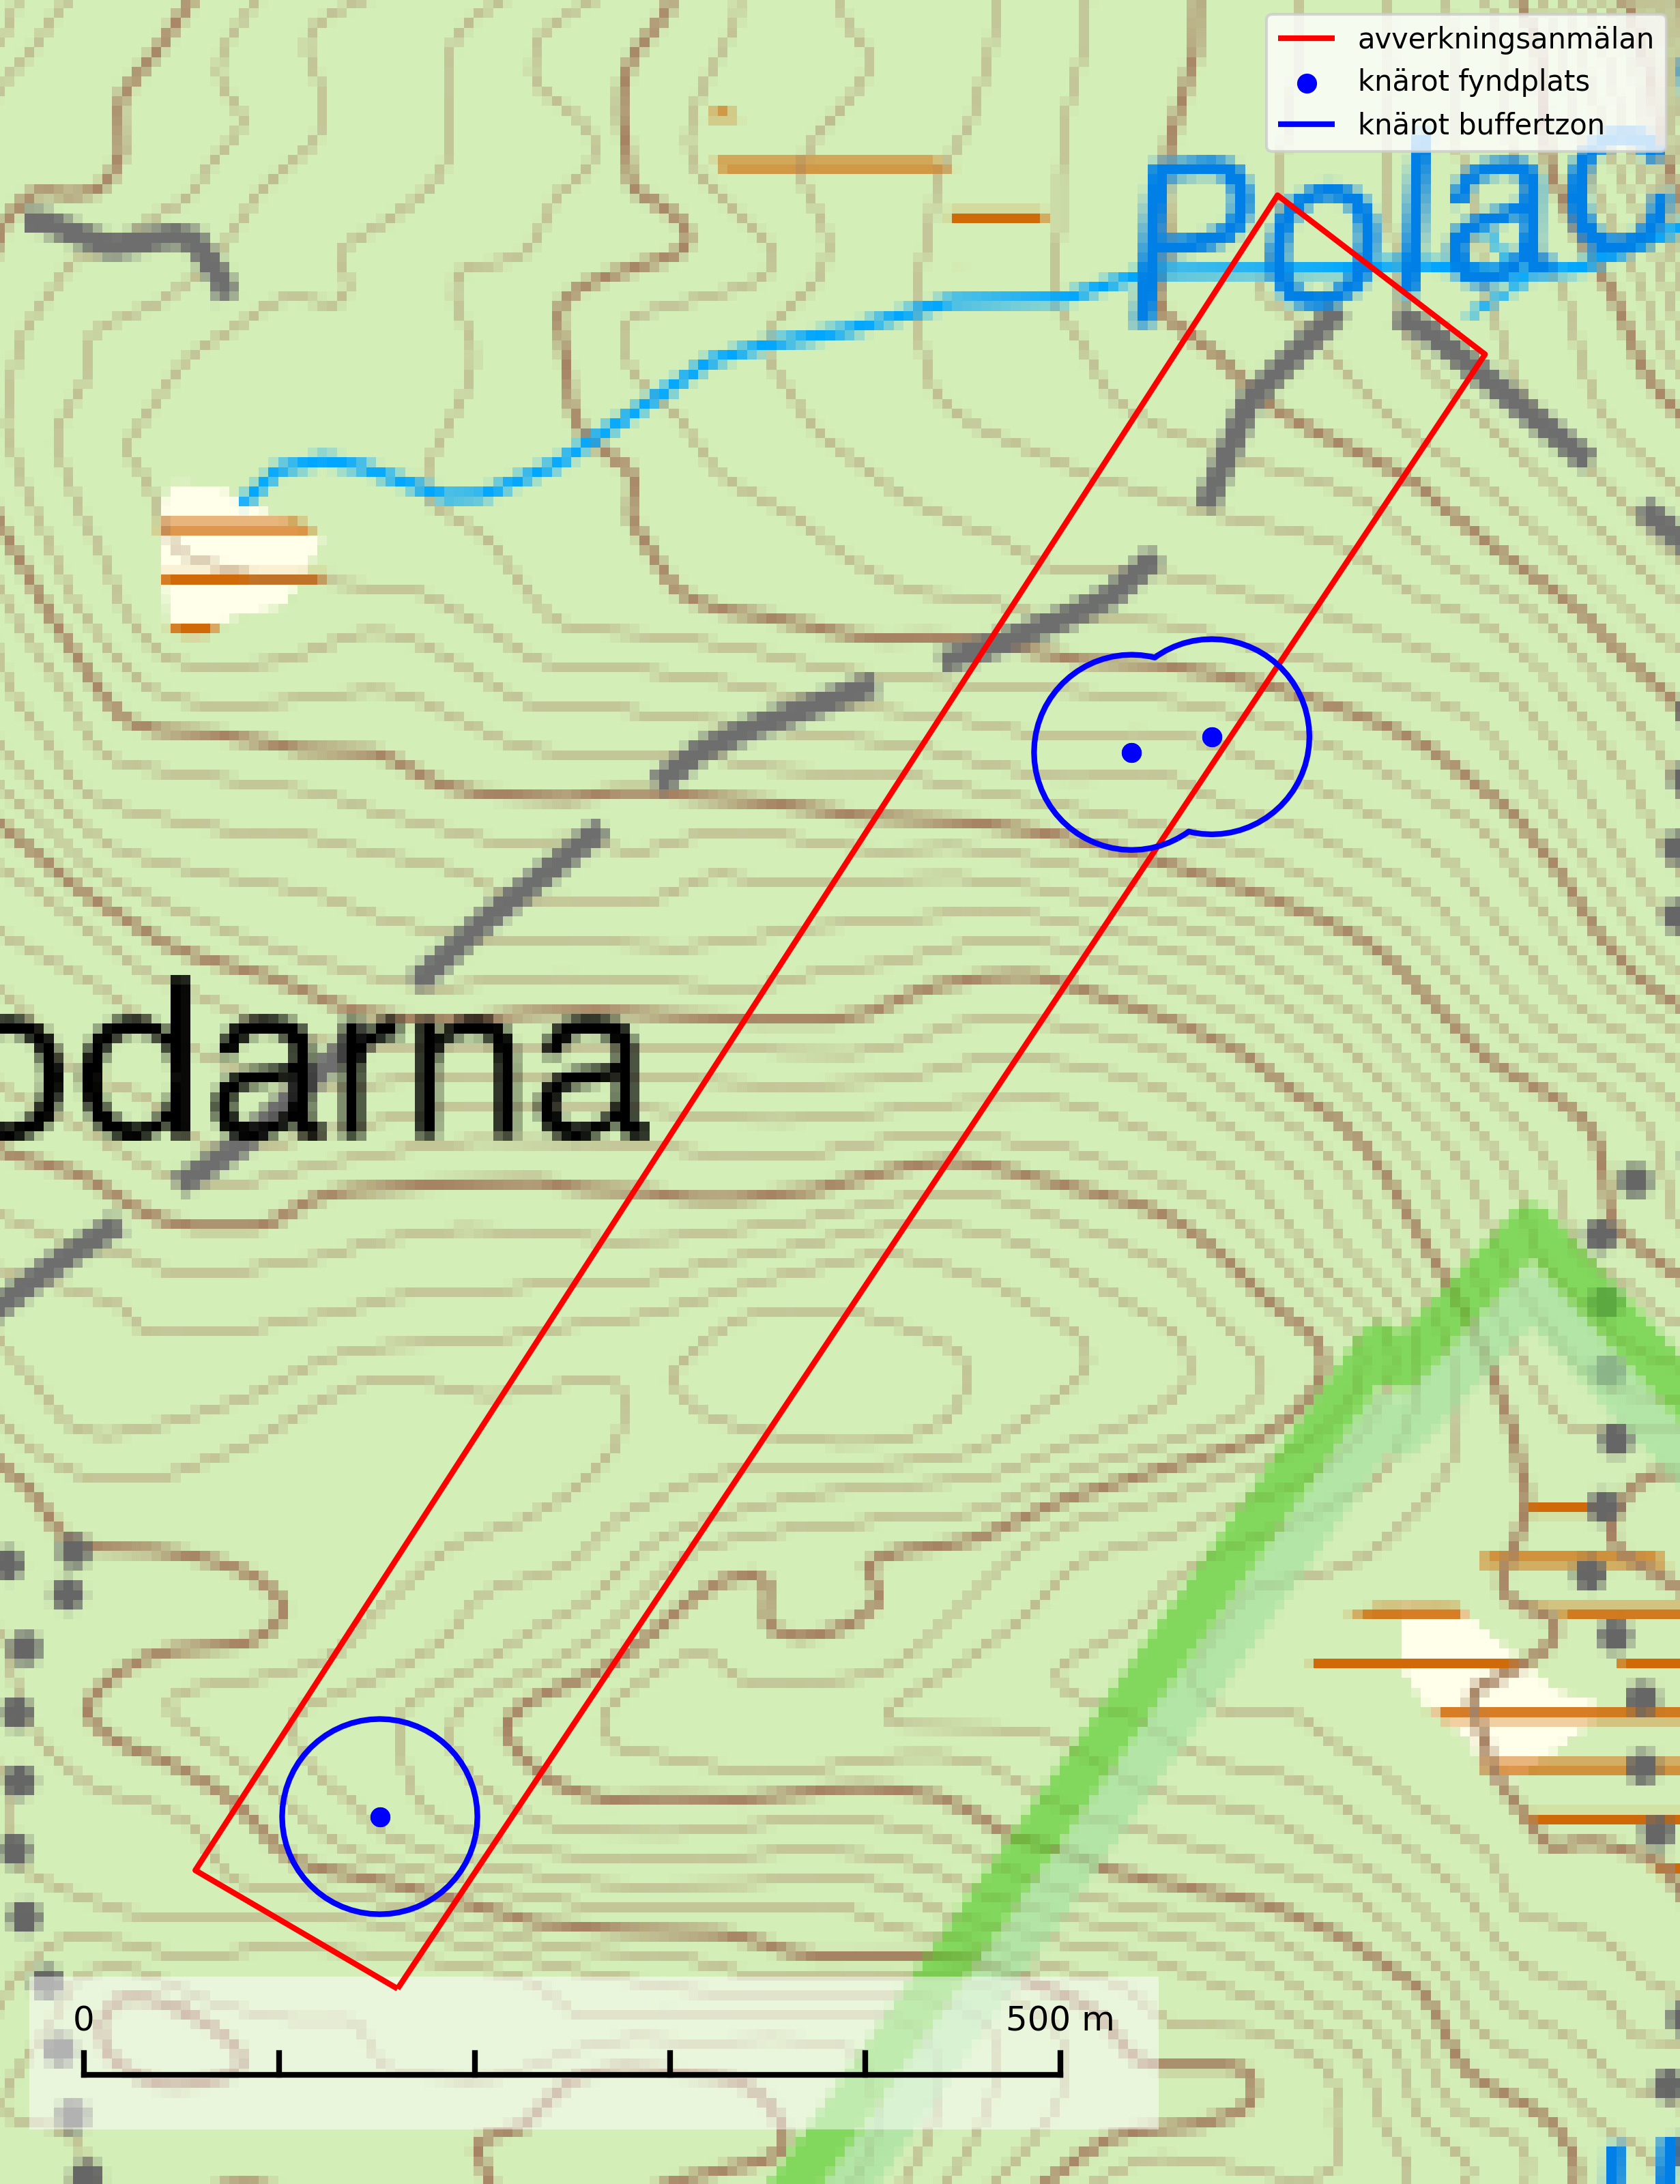 avverkningsanmälan
knärot fyndplats
knärot buffertzon
odarna
0 500 m